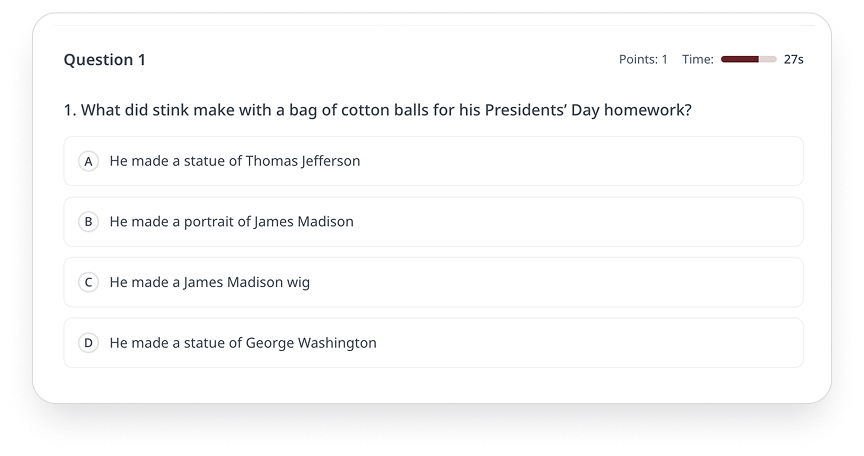 Question 1
Points: 1 Time: 27s
1. What did stink make with a bag of cotton balls for his Presidents’ Day homework?
A He made a statue of Thomas Jefferson
B He made a portrait of James Madison
C He made a James Madison wig
D He made a statue of George Washington